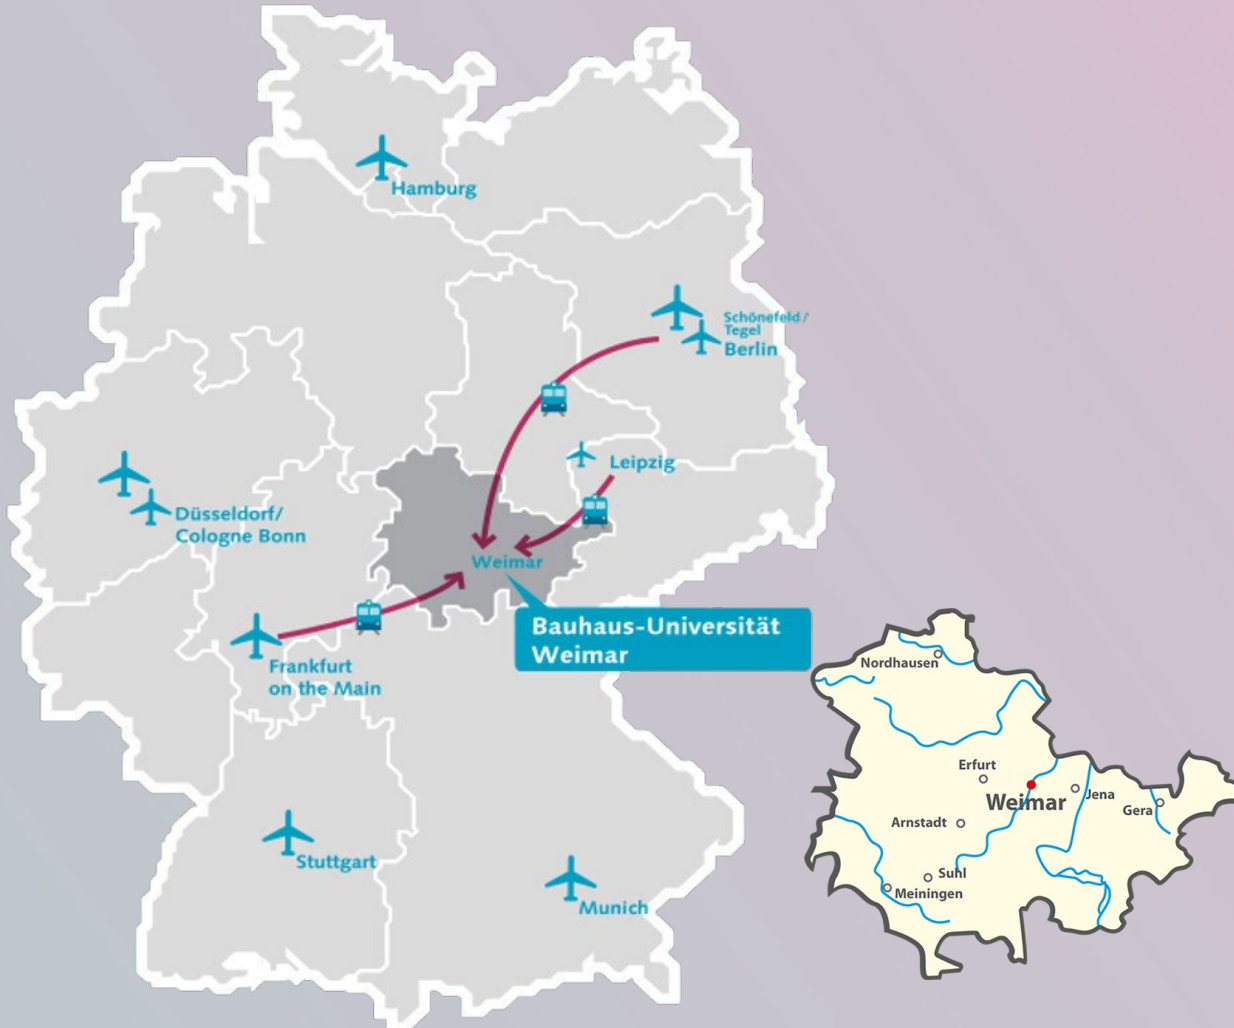 Hamburg
Schönefeld /
Tegel
Berlin
Leipzig
Düsseldorf/
Cologne Bonn
Weimar
Bauhaus-Universität
Weimar
Frankfurt
on the Main
Stuttgart
Munich
Nordhausen
Erfurt
Weimar
Jena
Gera
Arnstadt
Suhl
Meiningen